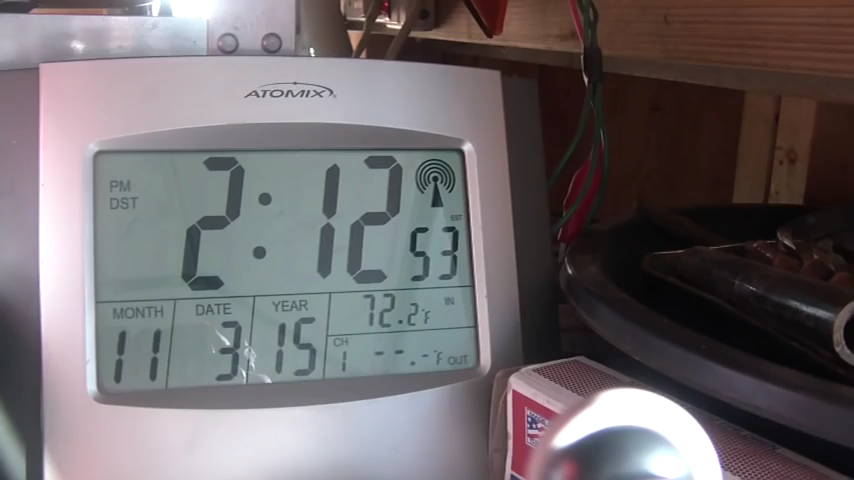 ATOMIX
PM
DST
2:12
EST
53
MONTH DATE YEAR
11 3 15
72.2°F IN
CH
1 --.-°F OUT